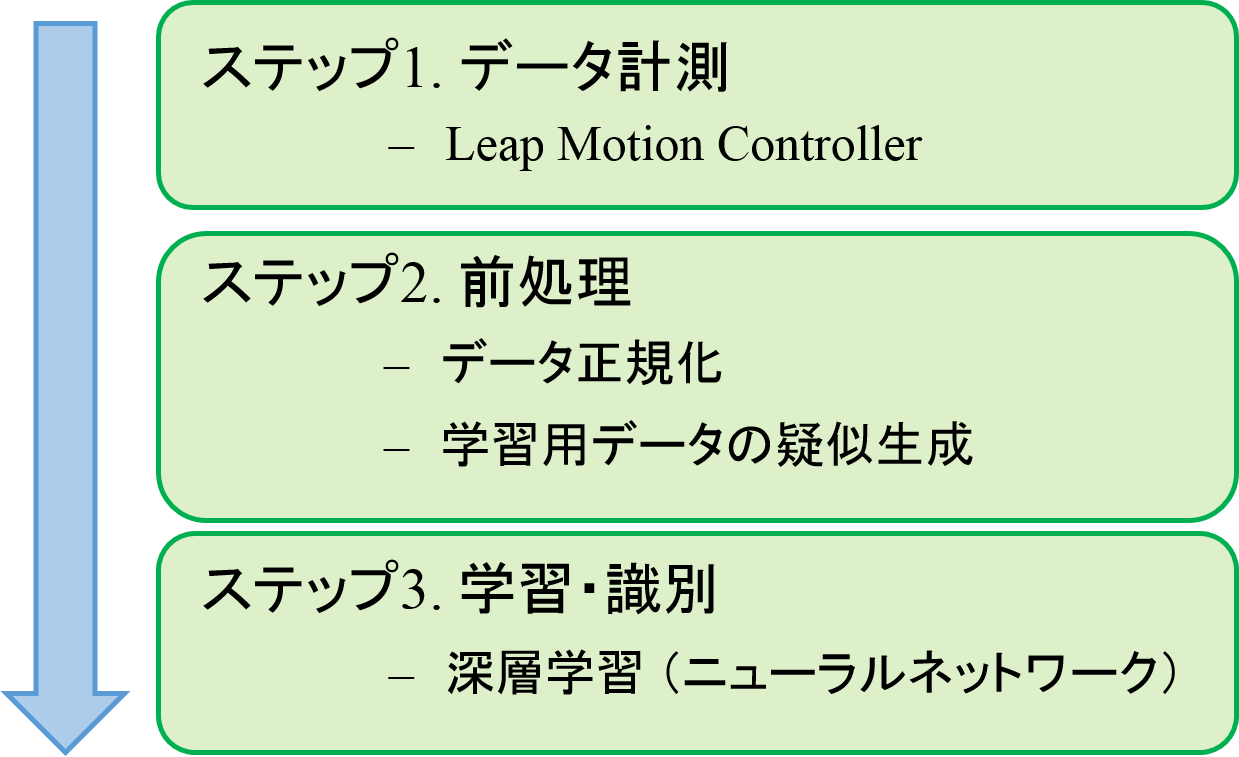 ステップ1. データ計測
– Leap Motion Controller
ステップ2. 前処理
– データ正規化
– 学習用データの疑似生成
ステップ3. 学習・識別
– 深層学習（ニューラルネットワーク）